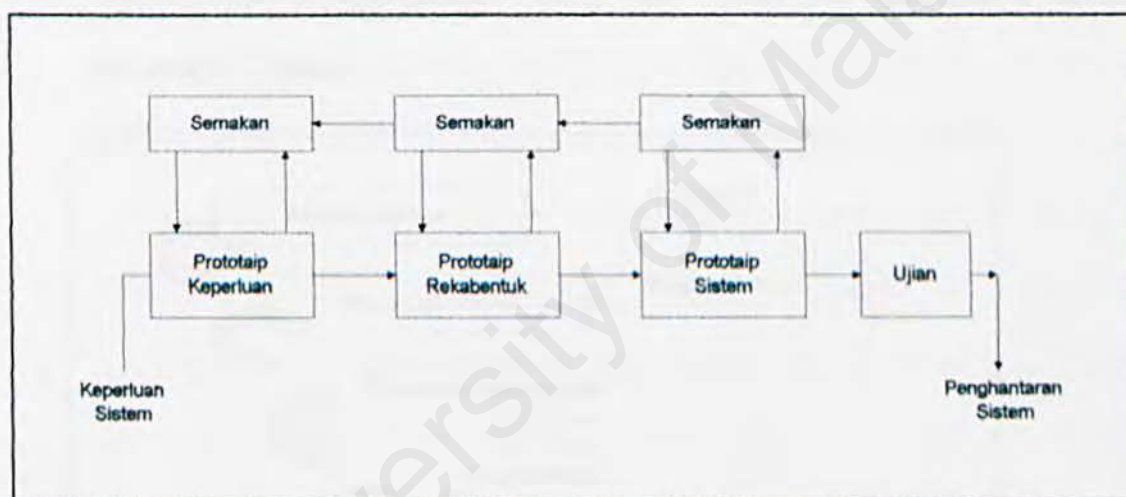 Semakan
Semakan
Semakan
Prototaip
Keperluan
Prototaip
Rekabentuk
Prototaip
Sistem
Ujian
Keperluan
Sistem
Penghantaran
Sistem